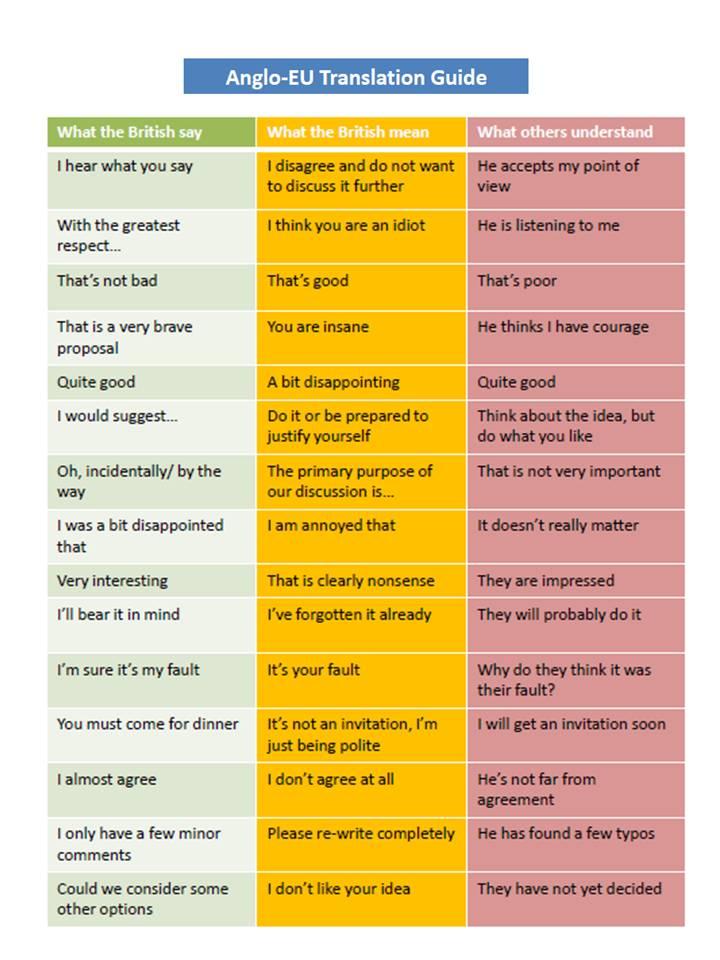 Anglo-EU Translation Guide
What the British say
What the British mean
What others understand
I hear what you say
I disagree and do not want
to discuss it further
He accepts my point of
view
With the greatest
respect...
I think you are an idiot
He is listening to me
That's not bad
That's good
That's poor
That is a very brave
proposal
You are insane
He thinks I have courage
Quite good
A bit disappointing
Quite good
I would suggest...
Do it or be prepared to
justify yourself
Think about the idea, but
do what you like
Oh, incidentally/ by the
way
The primary purpose of
our discussion is...
That is not very important
I was a bit disappointed
that
I am annoyed that
It doesn't really matter
Very interesting
That is clearly nonsense
They are impressed
I'll bear it in mind
I've forgotten it already
They will probably do it
I'm sure it's my fault
It's your fault
Why do they think it was
their fault?
You must come for dinner
It's not an invitation, I'm
just being polite
I will get an invitation soon
I almost agree
I don't agree at all
He's not far from
agreement
I only have a few minor
comments
Please re-write completely
He has found a few typos
Could we consider some
other options
I don't like your idea
They have not yet decided